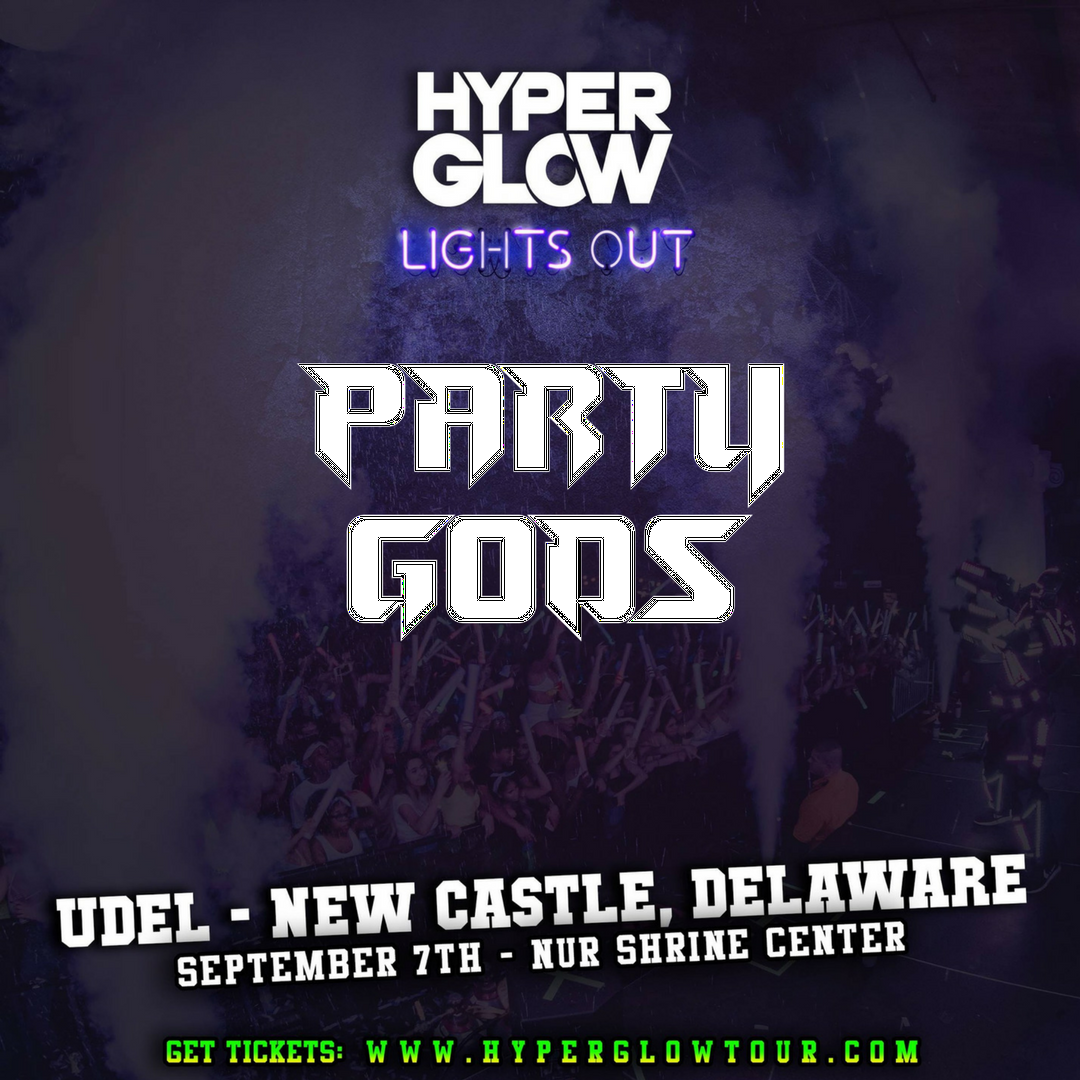 HYPER
GLOW
LIGHTS OUT
PARTY
GODS
UDEL - NEW CASTLE, DELAWARE
SEPTEMBER 7TH - NUR SHRINE CENTER
GET TICKETS: WWW.HYPERGLOWTOUR.COM